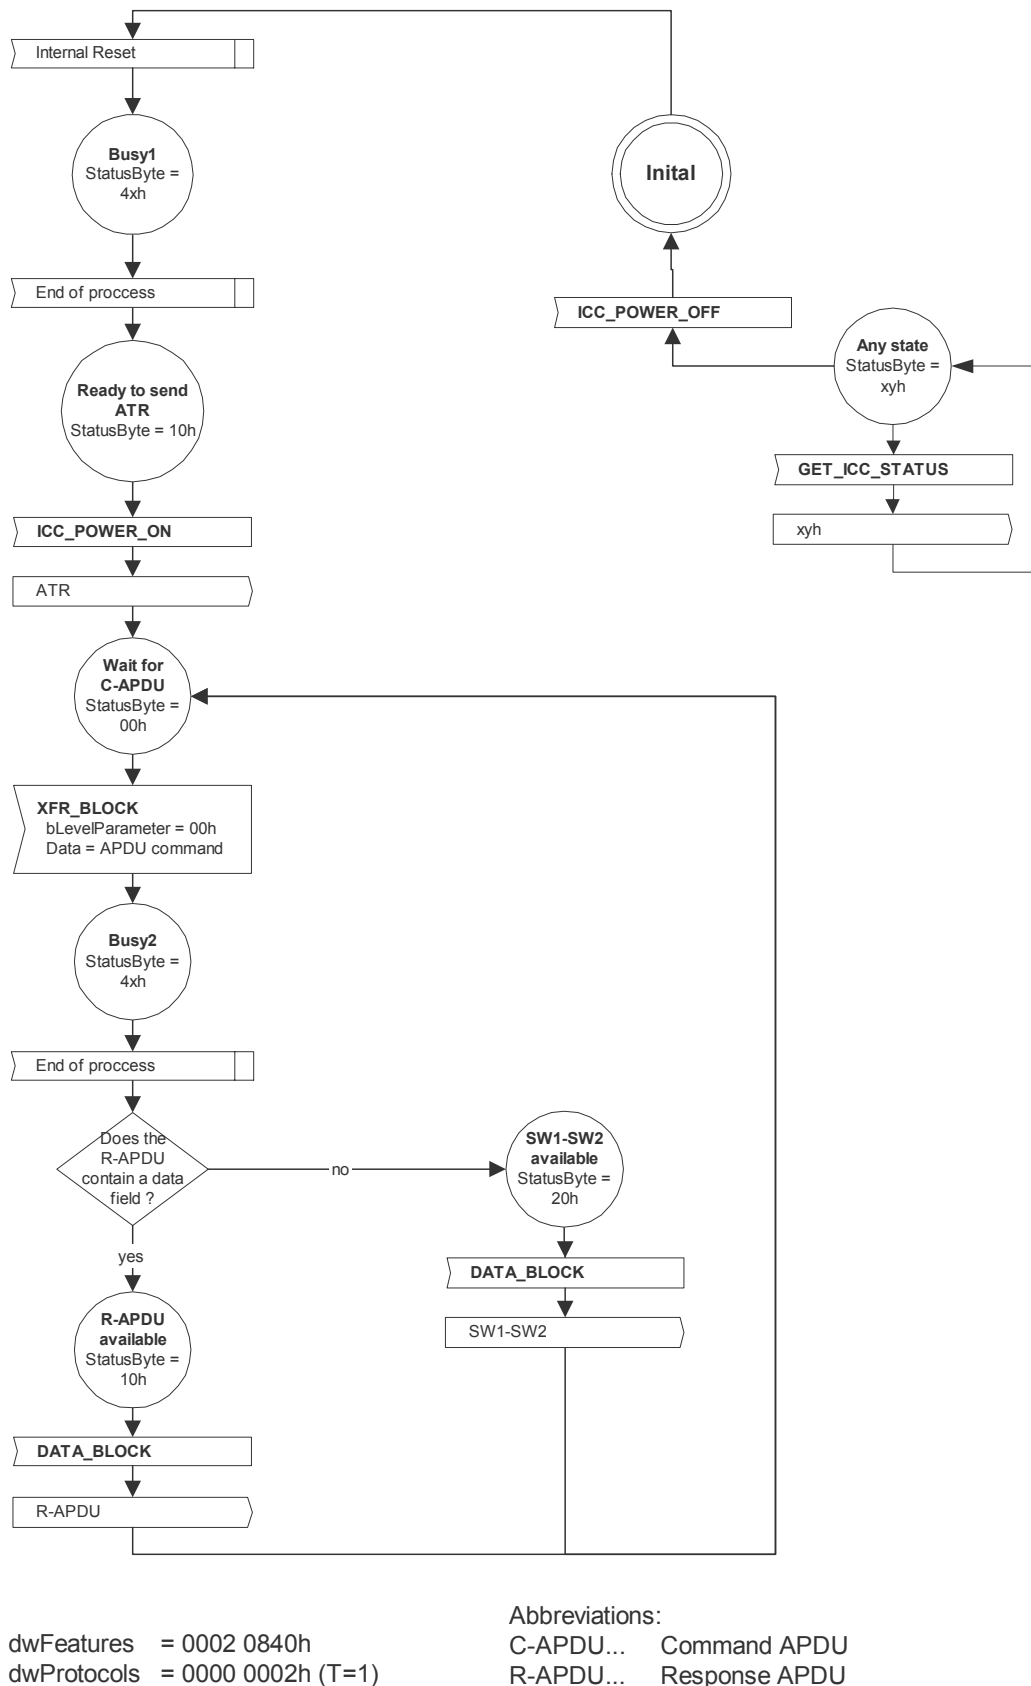 Internal Reset
Busy1
StatusByte =
4xh
End of proccess
Ready to send
ATR
StatusByte = 10h
ICC_POWER_ON
ATR
Wait for
C-APDU
StatusByte =
00h
XFR_BLOCK
bLevelParameter = 00h
Data = APDU command
Busy2
StatusByte =
4xh
End of proccess
Does the
R-APDU
contain a data
field ?
no
yes
SW1-SW2
available
StatusByte =
20h
DATA_BLOCK
SW1-SW2
R-APDU
available
StatusByte =
10h
DATA_BLOCK
R-APDU
Inital
ICC_POWER_OFF
Any state
StatusByte =
xyh
GET_ICC_STATUS
xyh
dwFeatures = 0002 0840h
dwProtocols = 0000 0002h (T=1)
Abbreviations:
C-APDU... Command APDU
R-APDU... Response APDU